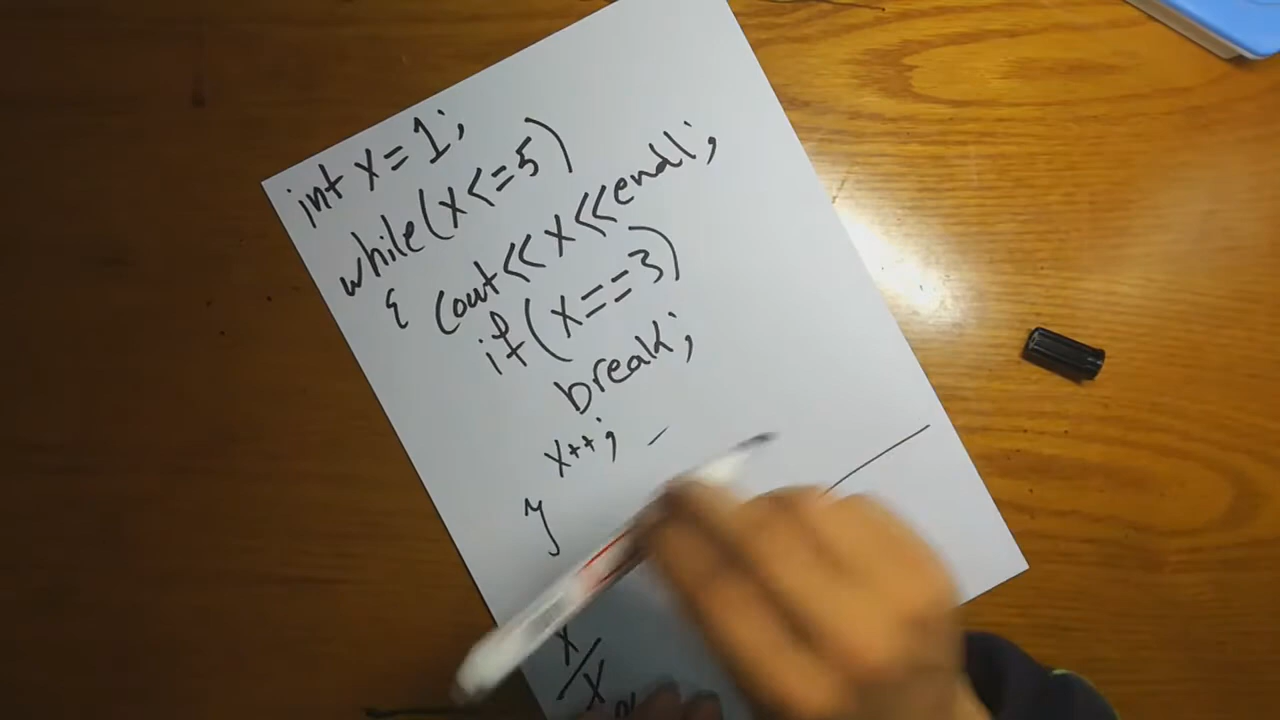 int x=1;
while(x<=5)
{ cout<<x<<endl;
if(x==3)
break;
x++;
}
x
x